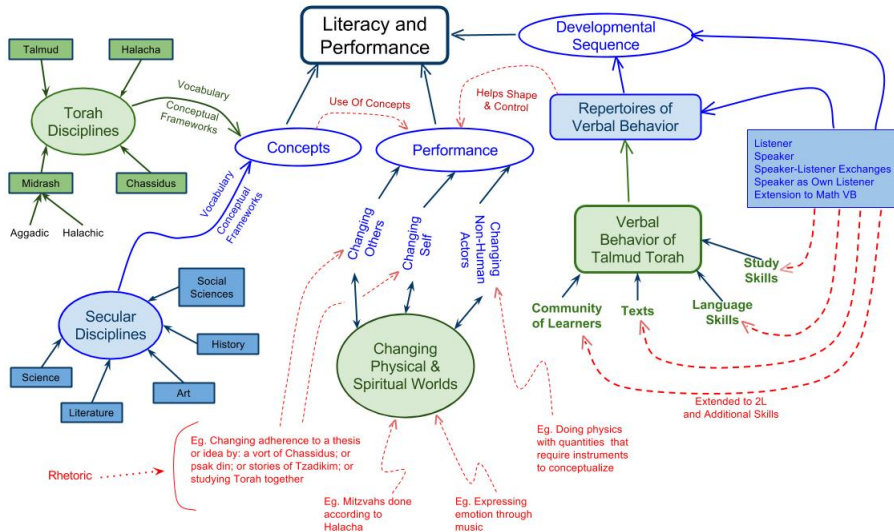 Literacy and
Performance
Developmental
Sequence
Talmud
Halacha
Vocabulary
Conceptual
Frameworks
Torah
Disciplines
Use Of Concepts
Helps Shape
& Control
Repertoires of
Verbal Behavior
Concepts
Performance
Listener
Speaker
Speaker-Listener Exchanges
Speaker as Own Listener
Extension to Math VB
Midrash
Chassidus
Aggadic
Halachic
Vocabulary
Conceptual
Frameworks
Changing
Others
Changing
Self
Changing
Non-Human
Actors
Verbal
Behavior of
Talmud Torah
Study
Skills
Language
Skills
Texts
Community
of Learners
Social
Sciences
Secular
Disciplines
History
Science
Art
Literature
Changing
Physical &
Spiritual Worlds
Extended to 2L
and Additional Skills
Rhetoric
Eg. Changing adherence to a thesis
or idea by: a vort of Chassidus; or
psak din; or stories of Tzadikim; or
studying Torah together
Eg. Doing physics
with quantities that
require instruments
to conceptualize
Eg. Mitzvahs done
according to
Halacha
Eg. Expressing
emotion through
music